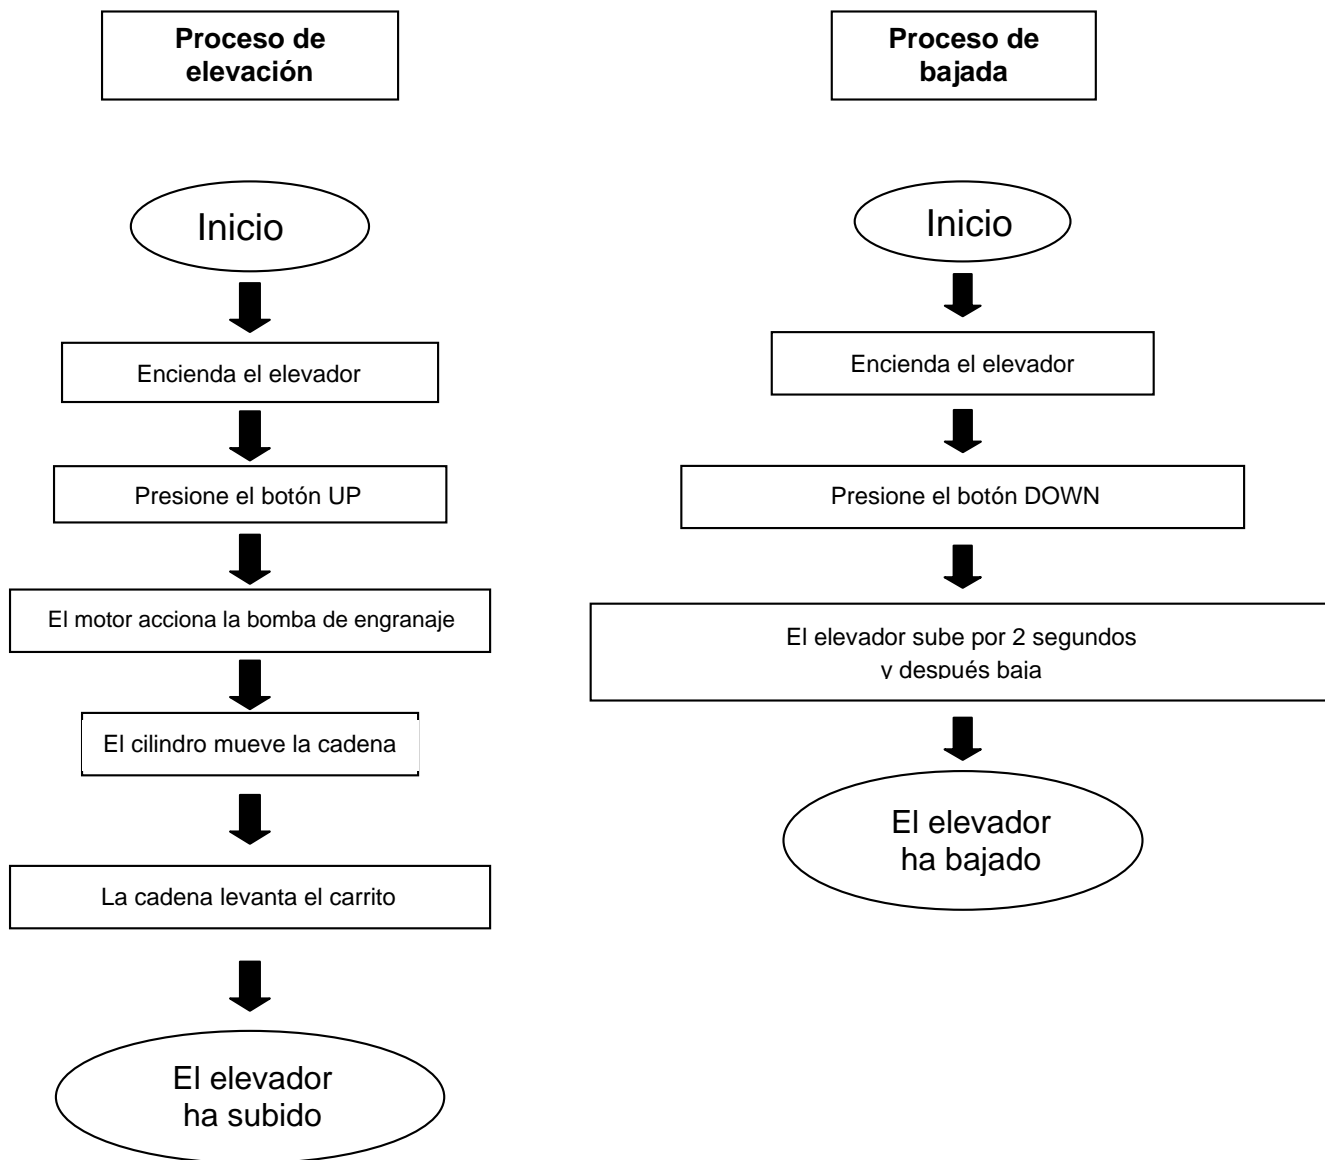 Proceso de
elevación
Inicio
Encienda el elevador
Presione el botón UP
El motor acciona la bomba de engranaje
El cilindro mueve la cadena
La cadena levanta el carrito
El elevador
ha subido
Proceso de
bajada
Inicio
Encienda el elevador
Presione el botón DOWN
El elevador sube por 2 segundos
y después baja
El elevador
ha bajado